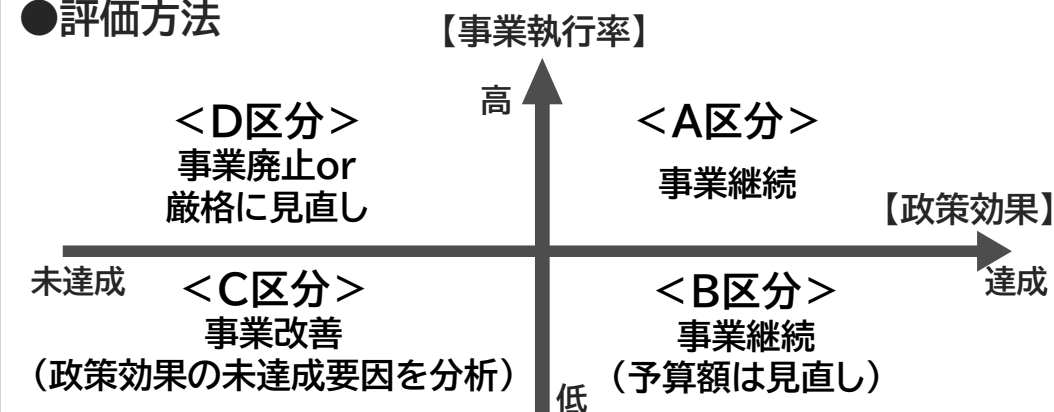 ●評価方法
【事業執行率】
高
＜D区分＞
事業廃止or
厳格に見直し
＜A区分＞
事業継続
【政策効果】
未達成
達成
＜C区分＞
事業改善
（政策効果の未達成要因を分析）
＜B区分＞
事業継続
（予算額は見直し）
低